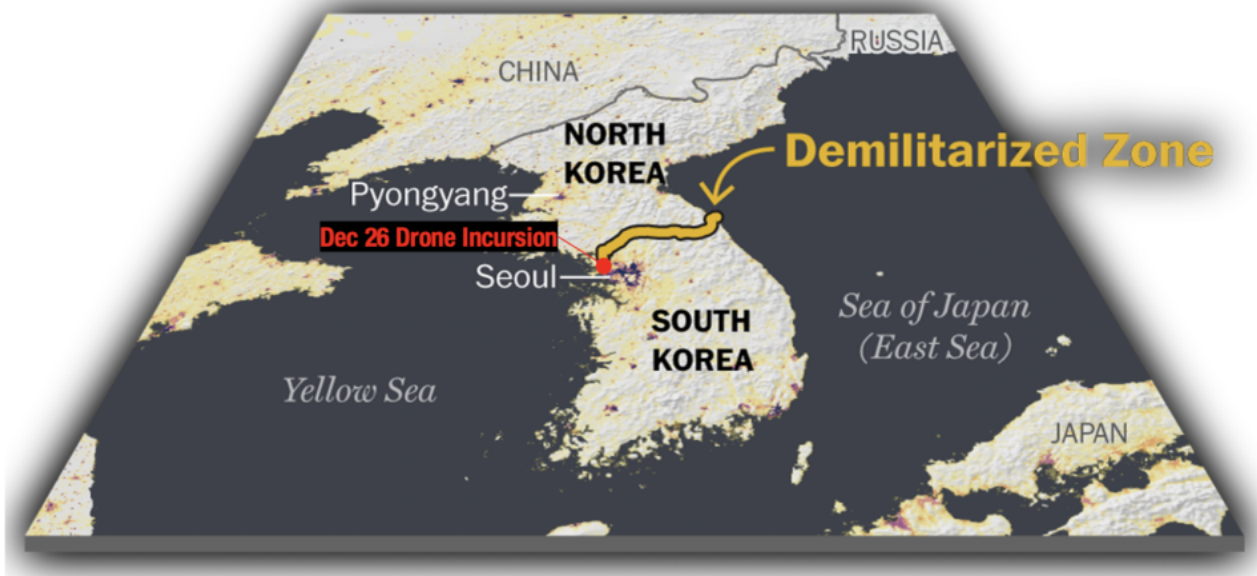 RUSSIA
CHINA
NORTH
KOREA
Demilitarized Zone
Pyongyang
Dec 26 Drone Incursion
Seoul
SOUTH
KOREA
Sea of Japan
(East Sea)
Yellow Sea
JAPAN